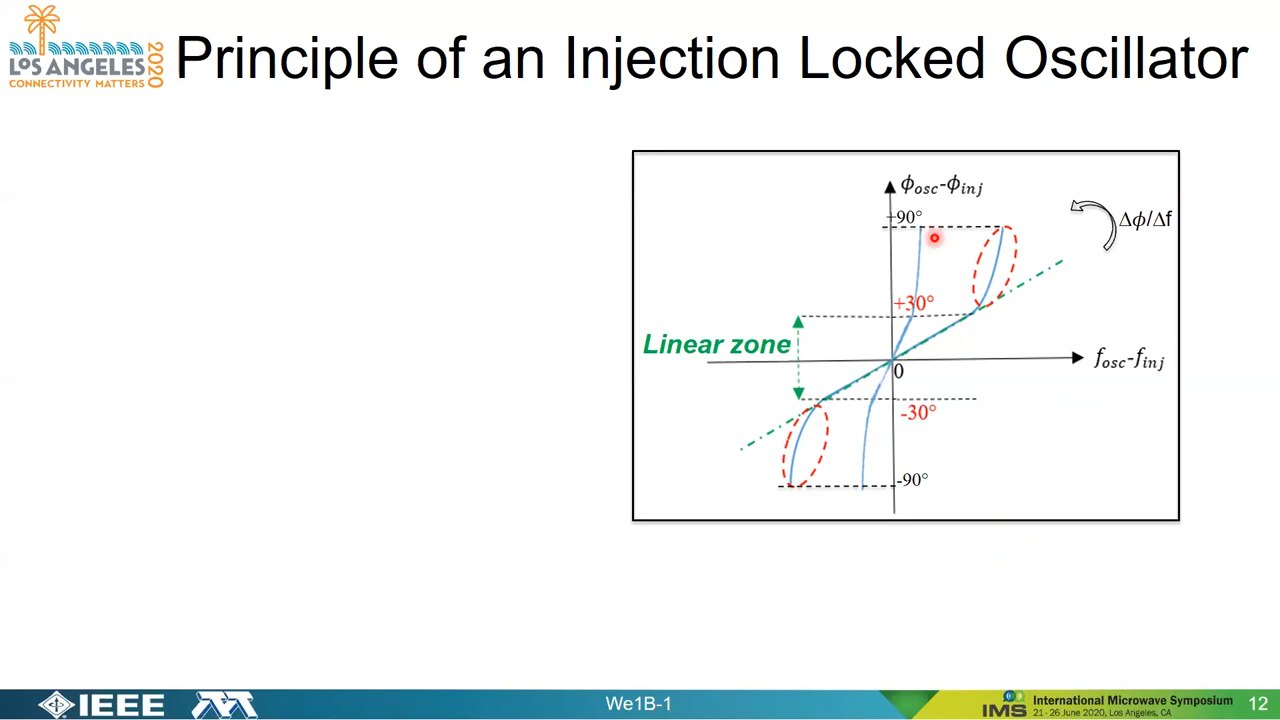 LOS ANGELES
CONNECTIVITY MATTERS
2020
Principle of an Injection Locked Oscillator
ϕosc-ϕinj
+90°
Δϕ/Δf
+30°
Linear zone
fosc-finj
0
-30°
-90°
IEEE
We1B-1
IMS
International Microwave Symposium
21 - 26 June 2020, Los Angeles, CA
12